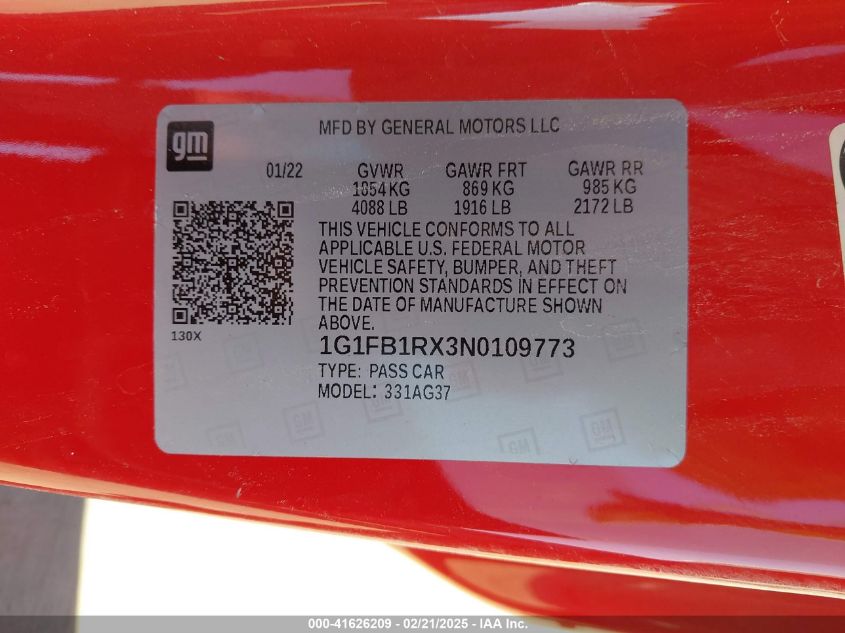 gm
MFD BY GENERAL MOTORS LLC
01/22 GVWR GAWR FRT GAWR RR
1854 KG 869 KG 985 KG
4088 LB 1916 LB 2172 LB
THIS VEHICLE CONFORMS TO ALL
APPLICABLE U.S. FEDERAL MOTOR
VEHICLE SAFETY, BUMPER, AND THEFT
PREVENTION STANDARDS IN EFFECT ON
THE DATE OF MANUFACTURE SHOWN
ABOVE.
130X
1G1FB1RX3N0109773
TYPE: PASS CAR
MODEL: 331AG37
000-41626209 - 02/21/2025 - IAA Inc.